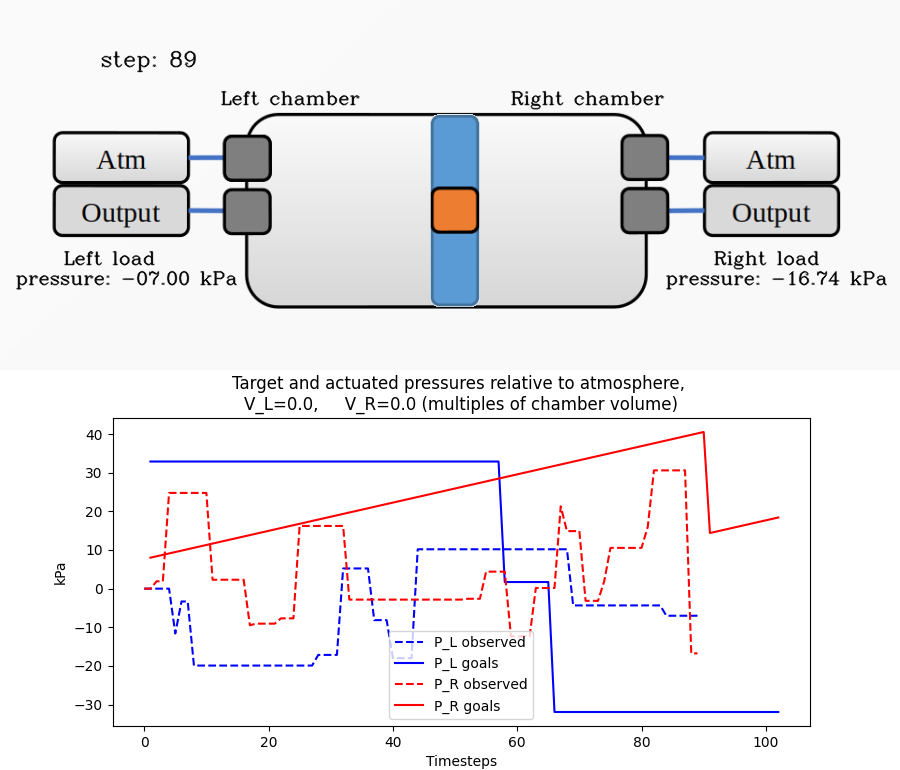 step: 89
Left chamber
Right chamber
Atm
Output
Atm
Output
Left load
pressure: −07.00 kPa
Right load
pressure: −16.74 kPa
Target and actuated pressures relative to atmosphere,
V_L=0.0, V_R=0.0 (multiples of chamber volume)
kPa
40
30
20
10
0
−10
−20
−30
P_L observed
P_L goals
P_R observed
P_R goals
0
20
40
60
80
100
Timesteps